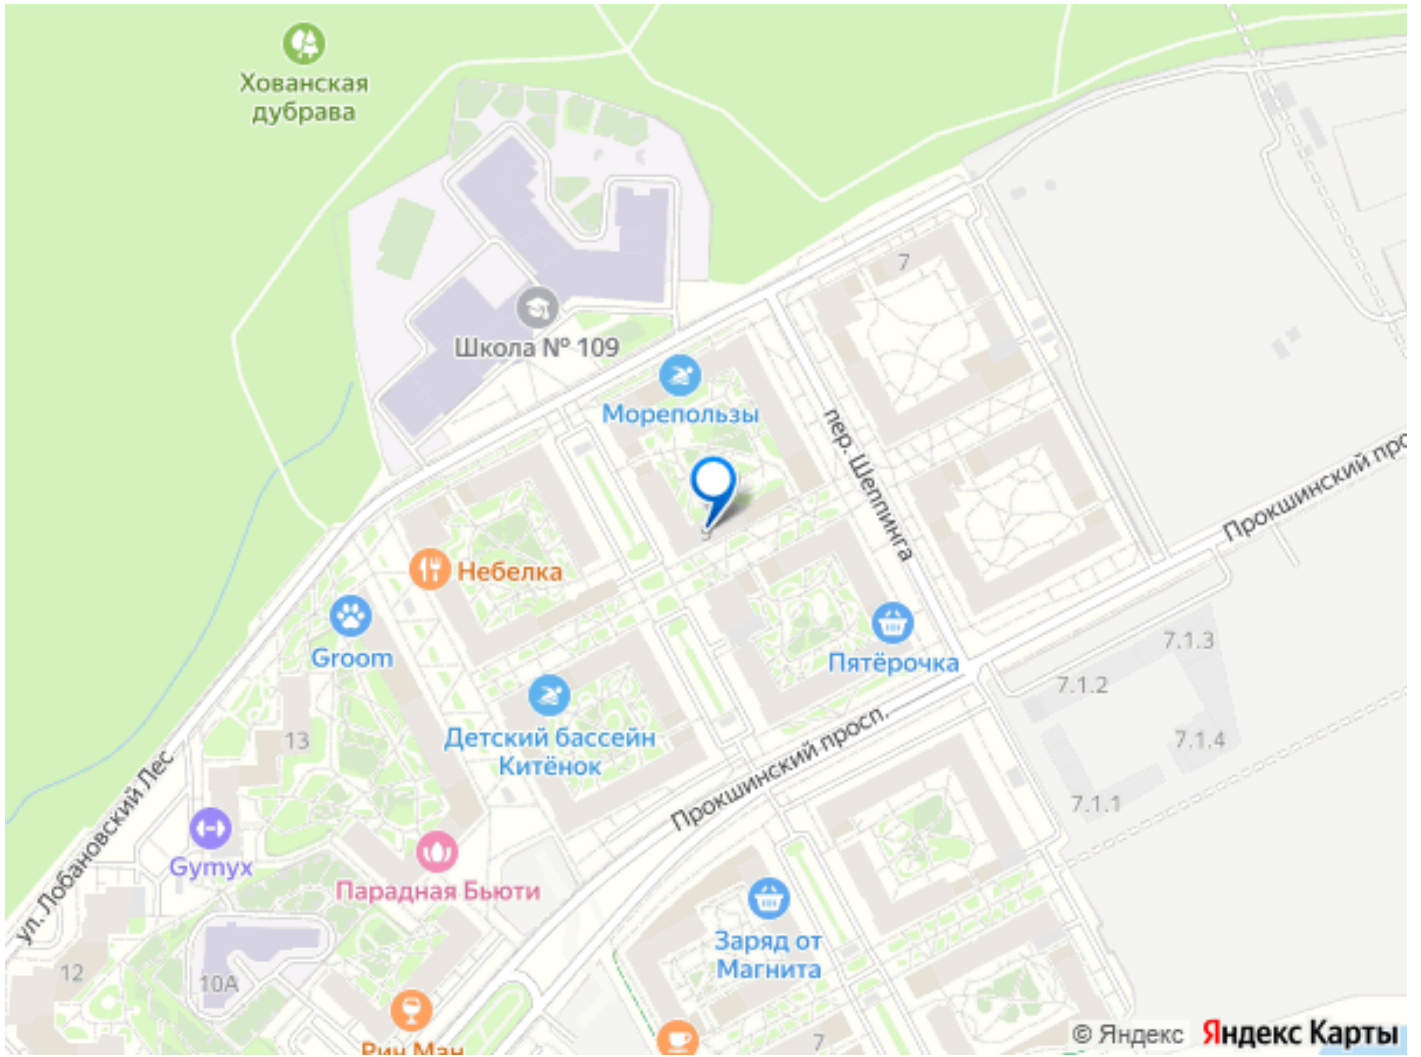 Хованская
дубрава
7
Школа № 109
Морепользы
пер. Шеппинга
Прокшинский про
9
Небелка
Groom
Пятёрочка
7.1.3
7.1.2
Детский бассейн
Китёнок
13
7.1.4
Прокшинский просп.
ул. Лобановский Лес
7.1.1
Gymyx
Парадная Бьюти
Заряд от
Магнита
12
10А
Рич Ман
7
© Яндекс Яндекс Карты